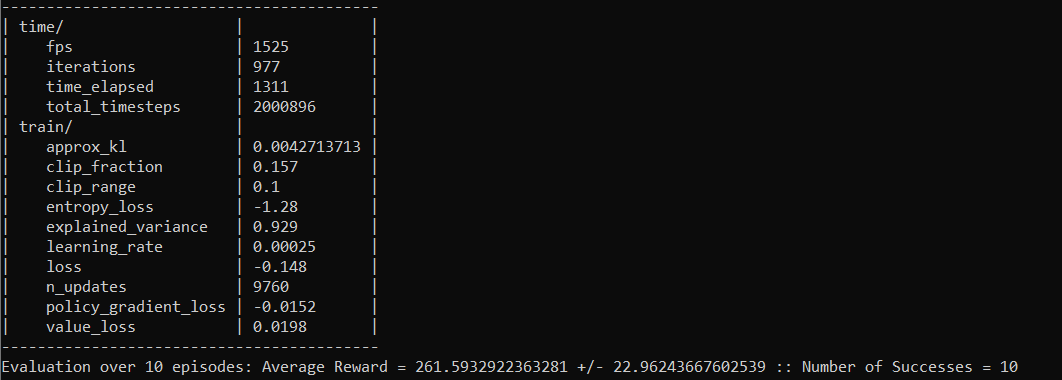 ------------------------------------------
| time/                   |              |
|    fps                  | 1525         |
|    iterations           | 977          |
|    time_elapsed         | 1311         |
|    total_timesteps      | 2000896      |
| train/                  |              |
|    approx_kl            | 0.0042713713 |
|    clip_fraction        | 0.157        |
|    clip_range           | 0.1          |
|    entropy_loss         | -1.28        |
|    explained_variance   | 0.929        |
|    learning_rate        | 0.00025      |
|    loss                 | -0.148       |
|    n_updates            | 9760         |
|    policy_gradient_loss | -0.0152      |
|    value_loss           | 0.0198       |
------------------------------------------
Evaluation over 10 episodes: Average Reward = 261.5932922363281 +/- 22.96243667602539 :: Number of Successes = 10